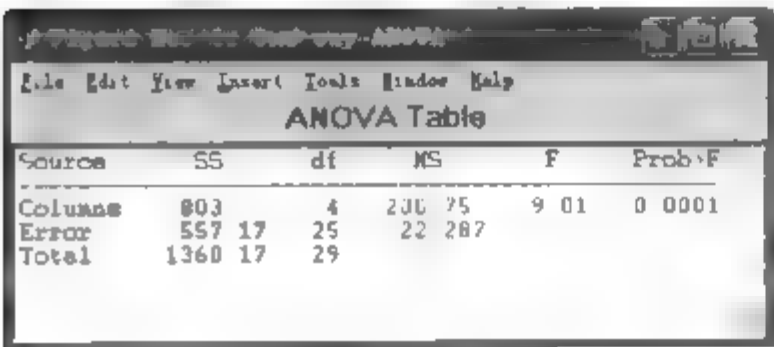 File Edit View Insert Tools Window Help
ANOVA Table
Source SS df MS F Prob>F
Columns 803 4 200 75 9 01 0 0001
Error 557 17 25 22 287
Total 1360 17 29